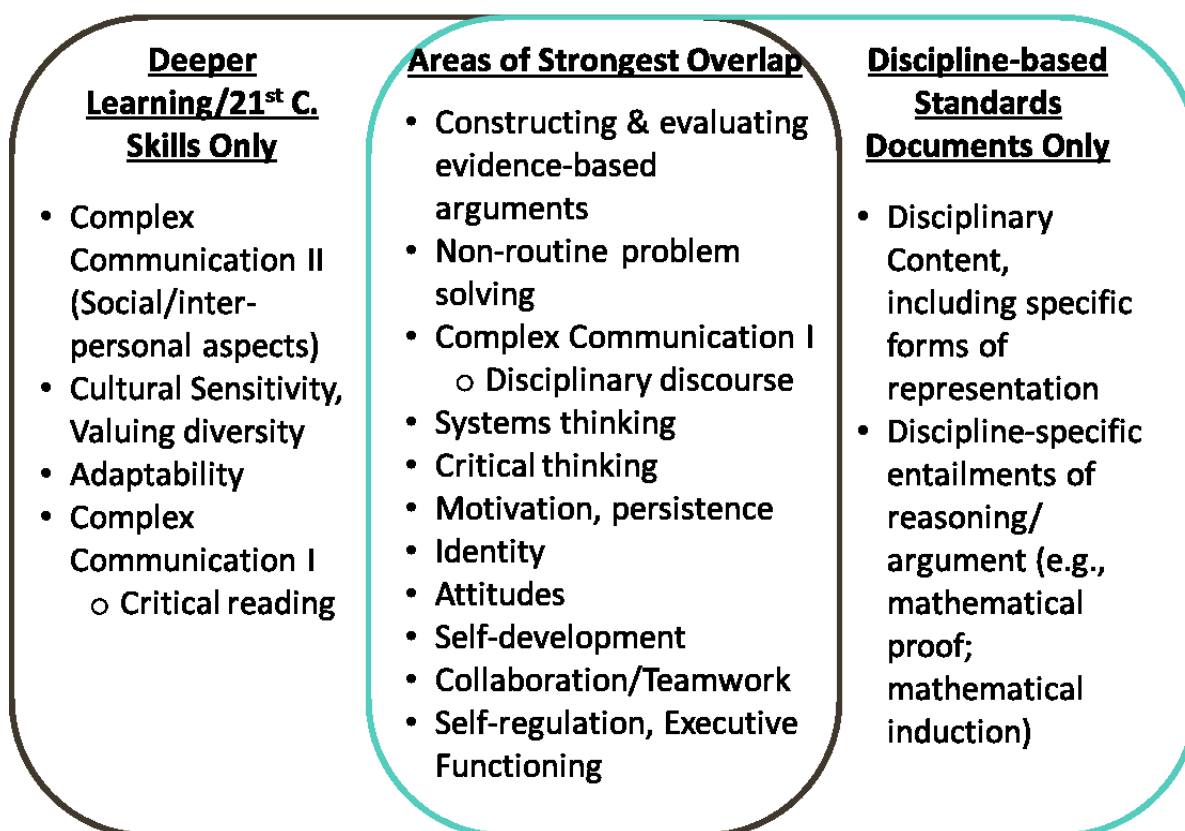 Deeper
Learning/21st C.
Skills Only
• Complex
Communication II
(Social/inter-
personal aspects)
• Cultural Sensitivity,
Valuing diversity
• Adaptability
• Complex
Communication I
o Critical reading
Areas of Strongest Overlap
• Constructing & evaluating
evidence-based
arguments
• Non-routine problem
solving
• Complex Communication I
o Disciplinary discourse
• Systems thinking
• Critical thinking
• Motivation, persistence
• Identity
• Attitudes
• Self-development
• Collaboration/Teamwork
• Self-regulation, Executive
Functioning
Discipline-based
Standards
Documents Only
• Disciplinary
Content,
including specific
forms of
representation
• Discipline-specific
entailments of
reasoning/
argument (e.g.,
mathematical
proof;
mathematical
induction)